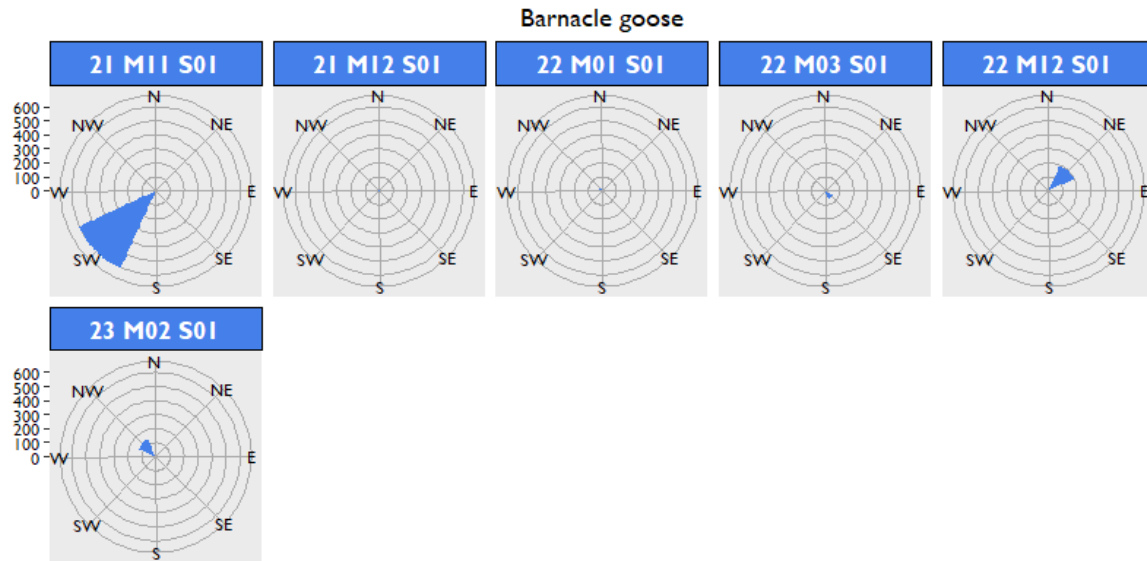 Barnacle goose
21 M11 S01 21 M12 S01 22 M01 S01 22 M03 S01 22 M12 S01
N N N N N
600
500
NW NE NW NE NW NE NW NE NW NE
400
300
200
100
0 W E W E W E W E W E
SW SE SW SE SW SE SW SE SW SE
S S S S S
23 M02 S01
N
600
500
NW NE
400
300
200
100
0 W E
SW SE
S